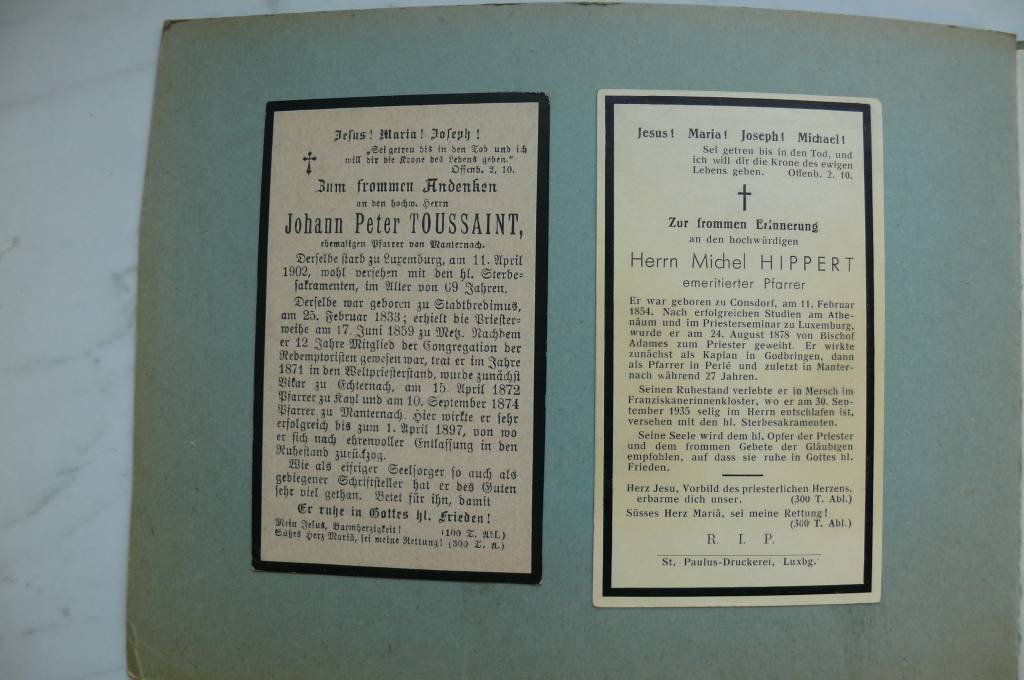 Jesus! Maria! Joseph!
„Sei getreu bis in den Tod und ich
will dir die Krone des Lebens geben."
Offenb. 2, 10.
Zum frommen Andenken
an den hochw. Herrn
Johann Peter TOUSSAINT,
ehemaligen Pfarrer von Manternach.
Derselbe starb zu Luxemburg, am 11. April
1902, wohl versehen mit den hl. Sterbe-
sakramenten, im Alter von 69 Jahren.
Derselbe war geboren zu Stadtbredimus,
am 25. Februar 1833; erhielt die Priester-
weihe am 17. Juni 1859 zu Metz. Nachdem
er 12 Jahre Mitglied der Congregation der
Redemptoristen gewesen war, trat er im Jahre
1871 in den Weltpriesterstand, wurde zunächst
Vikar zu Echternach, am 15. April 1872
Pfarrer zu Kayl und am 10. September 1874
Pfarrer zu Manternach. Hier wirkte er sehr
erfolgreich bis zum 1. April 1897, von wo
er sich nach ehrenvoller Entlassung in den
Ruhestand zurückzog.
Wie als eifriger Seelsorger so auch als
gediegener Schriftsteller hat er des Guten
sehr viel gethan. Betet für ihn, damit
Er ruhe in Gottes hl. Frieden!
Mein Jesus, Barmherzigkeit! (100 T. Abl.)
Süßes Herz Mariä, sei meine Rettung! (300 T. A.)
Jesus! Maria! Joseph! Michael!
Sei getreu bis in den Tod, und
ich will dir die Krone des ewigen
Lebens geben. Offenb. 2. 10.
Zur frommen Erinnerung
an den hochwürdigen
Herrn Michel HIPPERT
emeritierter Pfarrer
Er war geboren zu Consdorf, am 11. Februar
1854. Nach erfolgreichen Studien am Athe-
näum und im Priesterseminar zu Luxemburg,
wurde er am 24. August 1878 von Bischof
Adames zum Priester geweiht. Er wirkte
zunächst als Kaplan in Godbringen, dann
als Pfarrer in Perlé und zuletzt in Manter-
nach während 27 Jahren.
Seinen Ruhestand verlebte er in Mersch im
Franziskanerinnenkloster, wo er am 30. Sep-
tember 1935 selig im Herrn entschlafen ist,
versehen mit den hl. Sterbesakramenten.
Seine Seele wird dem hl. Opfer der Priester
und dem frommen Gebete der Gläubigen
empfohlen, auf dass sie ruhe in Gottes hl.
Frieden.
Herz Jesu, Vorbild des priesterlichen Herzens,
erbarme dich unser. (300 T. Abl.)
Süsses Herz Mariä, sei meine Rettung!
(300 T. Abl.)
R. I. P.
St. Paulus-Druckerei, Luxbg.